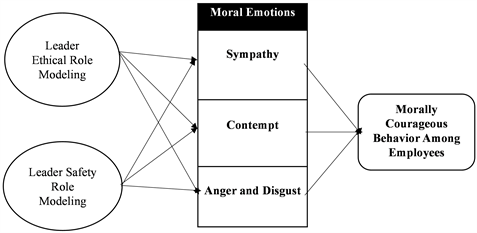 Leader
Ethical Role
Modeling
Leader Safety
Role
Modeling
Moral Emotions
Sympathy
Contempt
Anger and Disgust
Morally
Courageous
Behavior Among
Employees